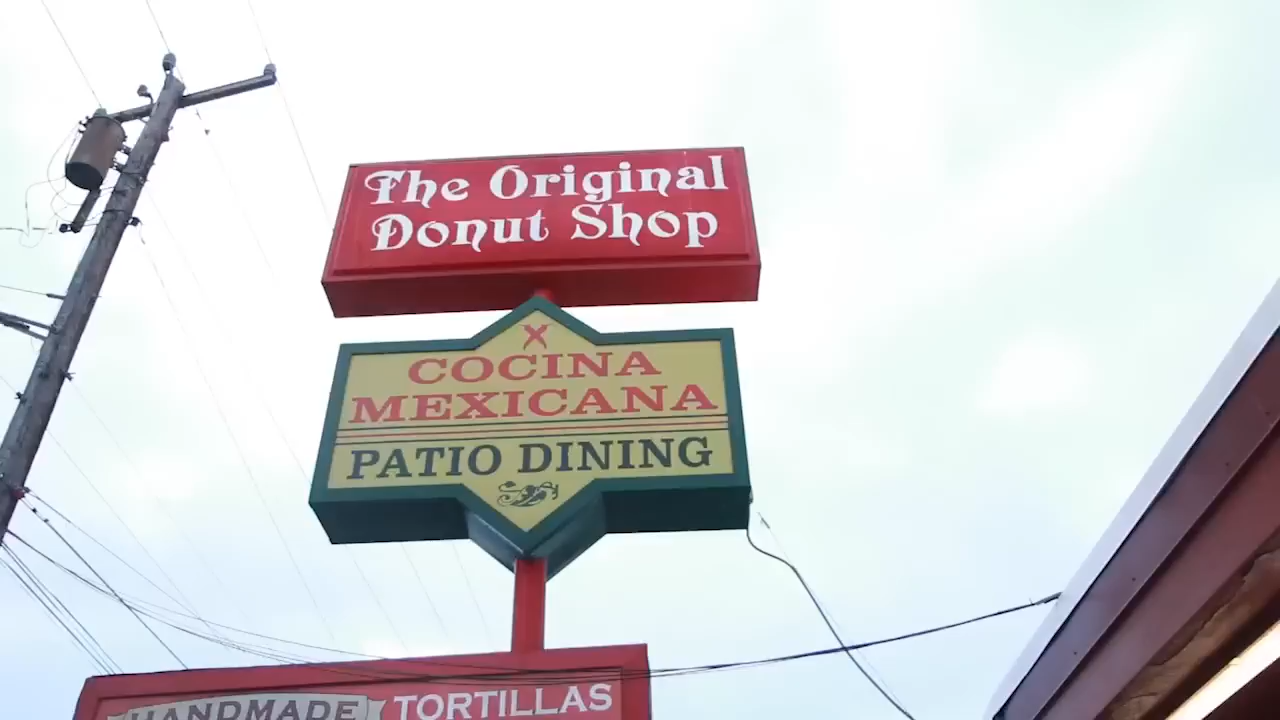 The Original
Donut Shop
COCINA
MEXICANA
PATIO DINING
HANDMADE TORTILLAS